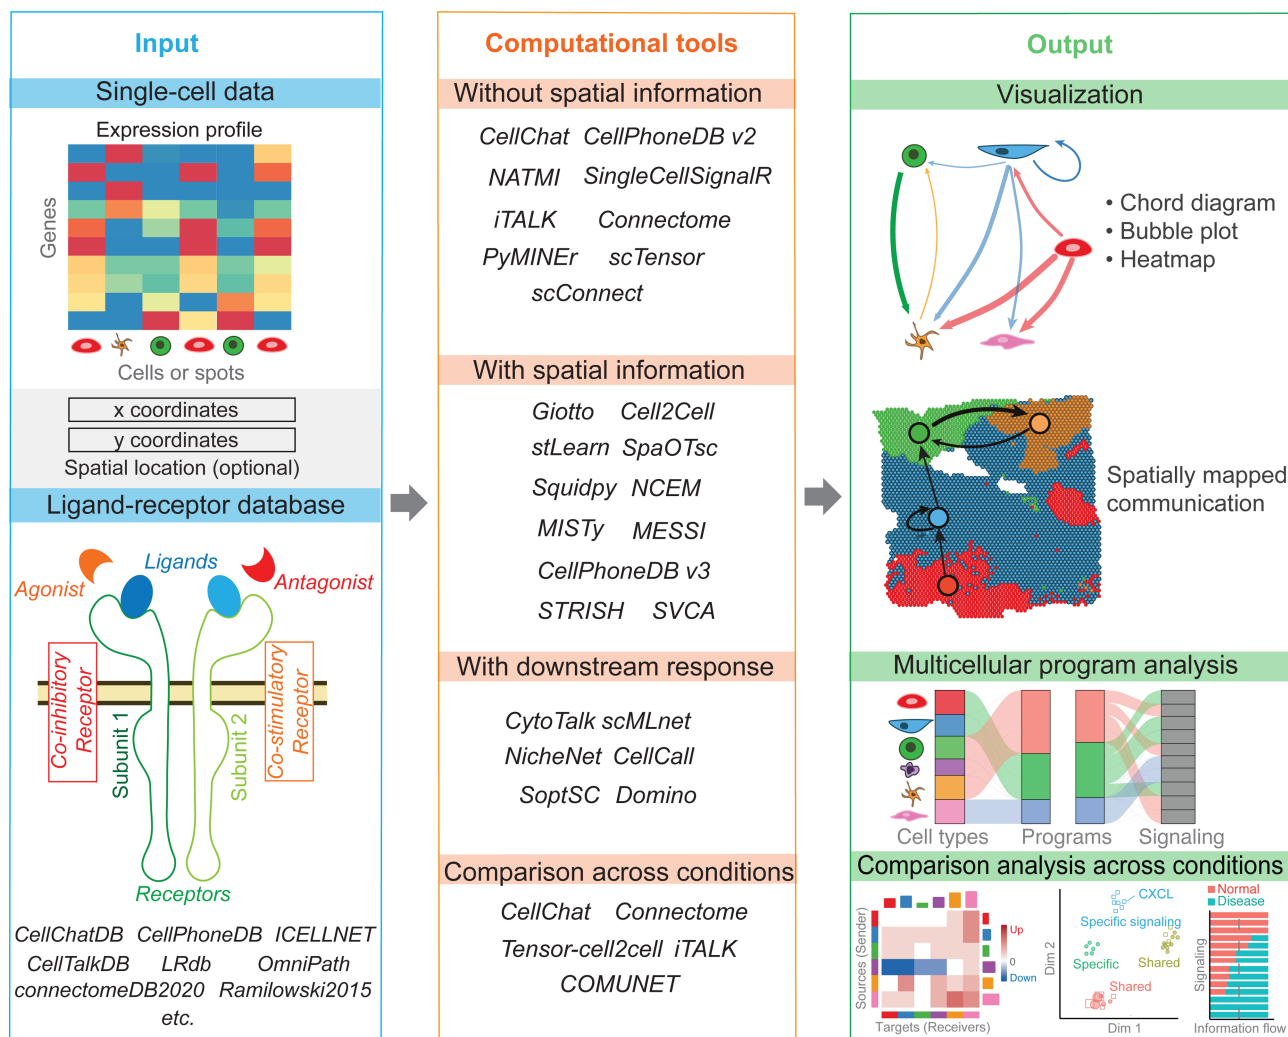 Input
Single-cell data
Expression profile
Genes
Cells or spots
x coordinates
y coordinates
Spatial location (optional)
Ligand-receptor database
Ligands
Agonist
Antagonist
Co-inhibitory
Receptor
Subunit 1
Subunit 2
Co-stimulatory
Receptor
Receptors
CellChatDB CellPhoneDB ICELLNET
CellTalkDB LRdb OmniPath
connectomeDB2020 Ramilowski2015
etc.
Computational tools
Without spatial information
CellChat CellPhoneDB v2
NATMI SingleCellSignalR
iTALK Connectome
PyMINEr scTensor
scConnect
With spatial information
Giotto Cell2Cell
stLearn SpaOTsc
Squidpy NCEM
MISTy MESSI
CellPhoneDB v3
STRISH SVCA
With downstream response
CytoTalk scMLnet
NicheNet CellCall
SoptSC Domino
Comparison across conditions
CellChat Connectome
Tensor-cell2cell iTALK
COMUNET
Output
Visualization
• Chord diagram
• Bubble plot
• Heatmap
Spatially mapped
communication
Multicellular program analysis
Cell types Programs Signaling
Comparison analysis across conditions
Sources (Sender)
Targets (Receivers)
Up
0
Down
Dim 2
Dim 1
CXCL
Specific signaling
Specific
Shared
Shared
Normal
Disease
Signaling
Information flow